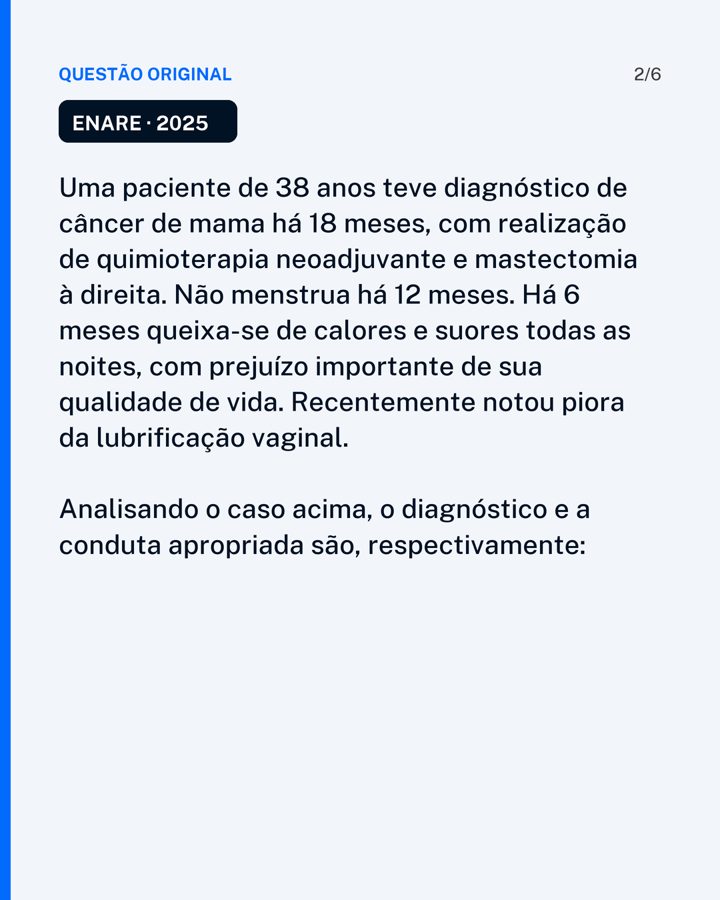 QUESTÃO ORIGINAL
2/6
ENARE · 2025
Uma paciente de 38 anos teve diagnóstico de
câncer de mama há 18 meses, com realização
de quimioterapia neoadjuvante e mastectomia
à direita. Não menstrua há 12 meses. Há 6
meses queixa-se de calores e suores todas as
noites, com prejuízo importante de sua
qualidade de vida. Recentemente notou piora
da lubrificação vaginal.
Analisando o caso acima, o diagnóstico e a
conduta apropriada são, respectivamente: